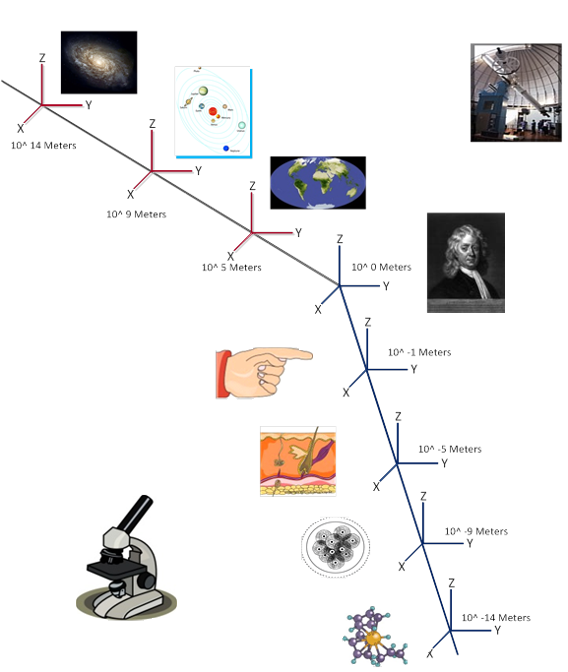 Z
Y
X
10^ 14 Meters
Z
Y
X
10^ 9 Meters
Z
Y
X
10^ 5 Meters
Z
10^ 0 Meters
Y
X
Z
10^ -1 Meters
Y
X
Z
10^ -5 Meters
Y
X
Z
10^ -9 Meters
Y
X
Z
10^ -14 Meters
Y
X